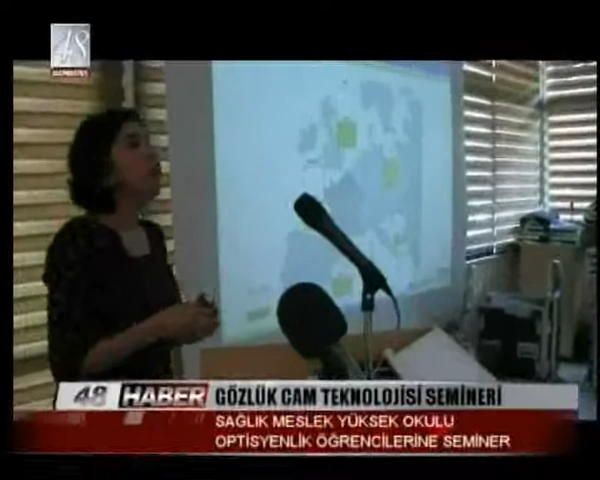 48
48 HABER GÖZLÜK CAM TEKNOLOJİSİ SEMİNERİ
SAĞLIK MESLEK YÜKSEK OKULU
OPTİSYENLİK ÖĞRENCİLERİNE SEMİNER